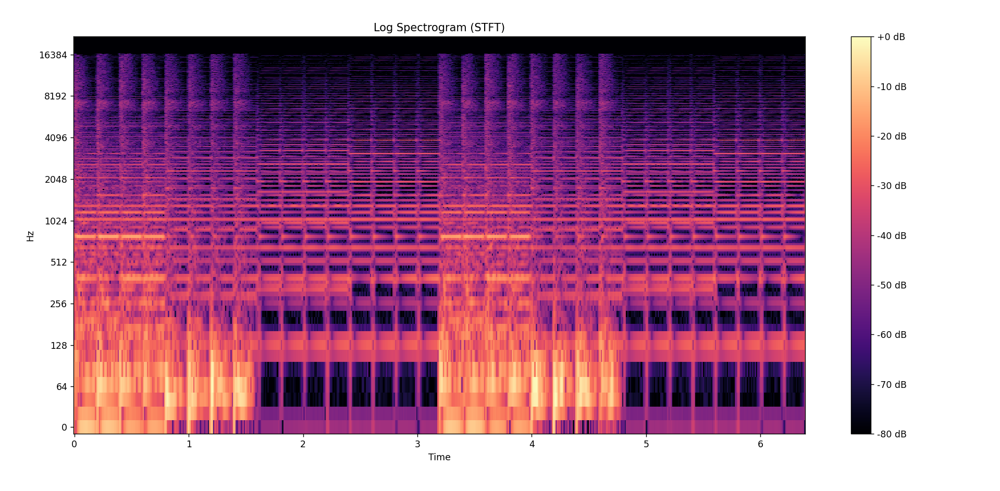 Log Spectrogram (STFT)
+0 dB
16384
-10 dB
8192
-20 dB
4096
-30 dB
2048
-40 dB
1024
Hz
512
-50 dB
256
-60 dB
128
-70 dB
64
0
-80 dB
0 1 2 3 4 5 6
Time